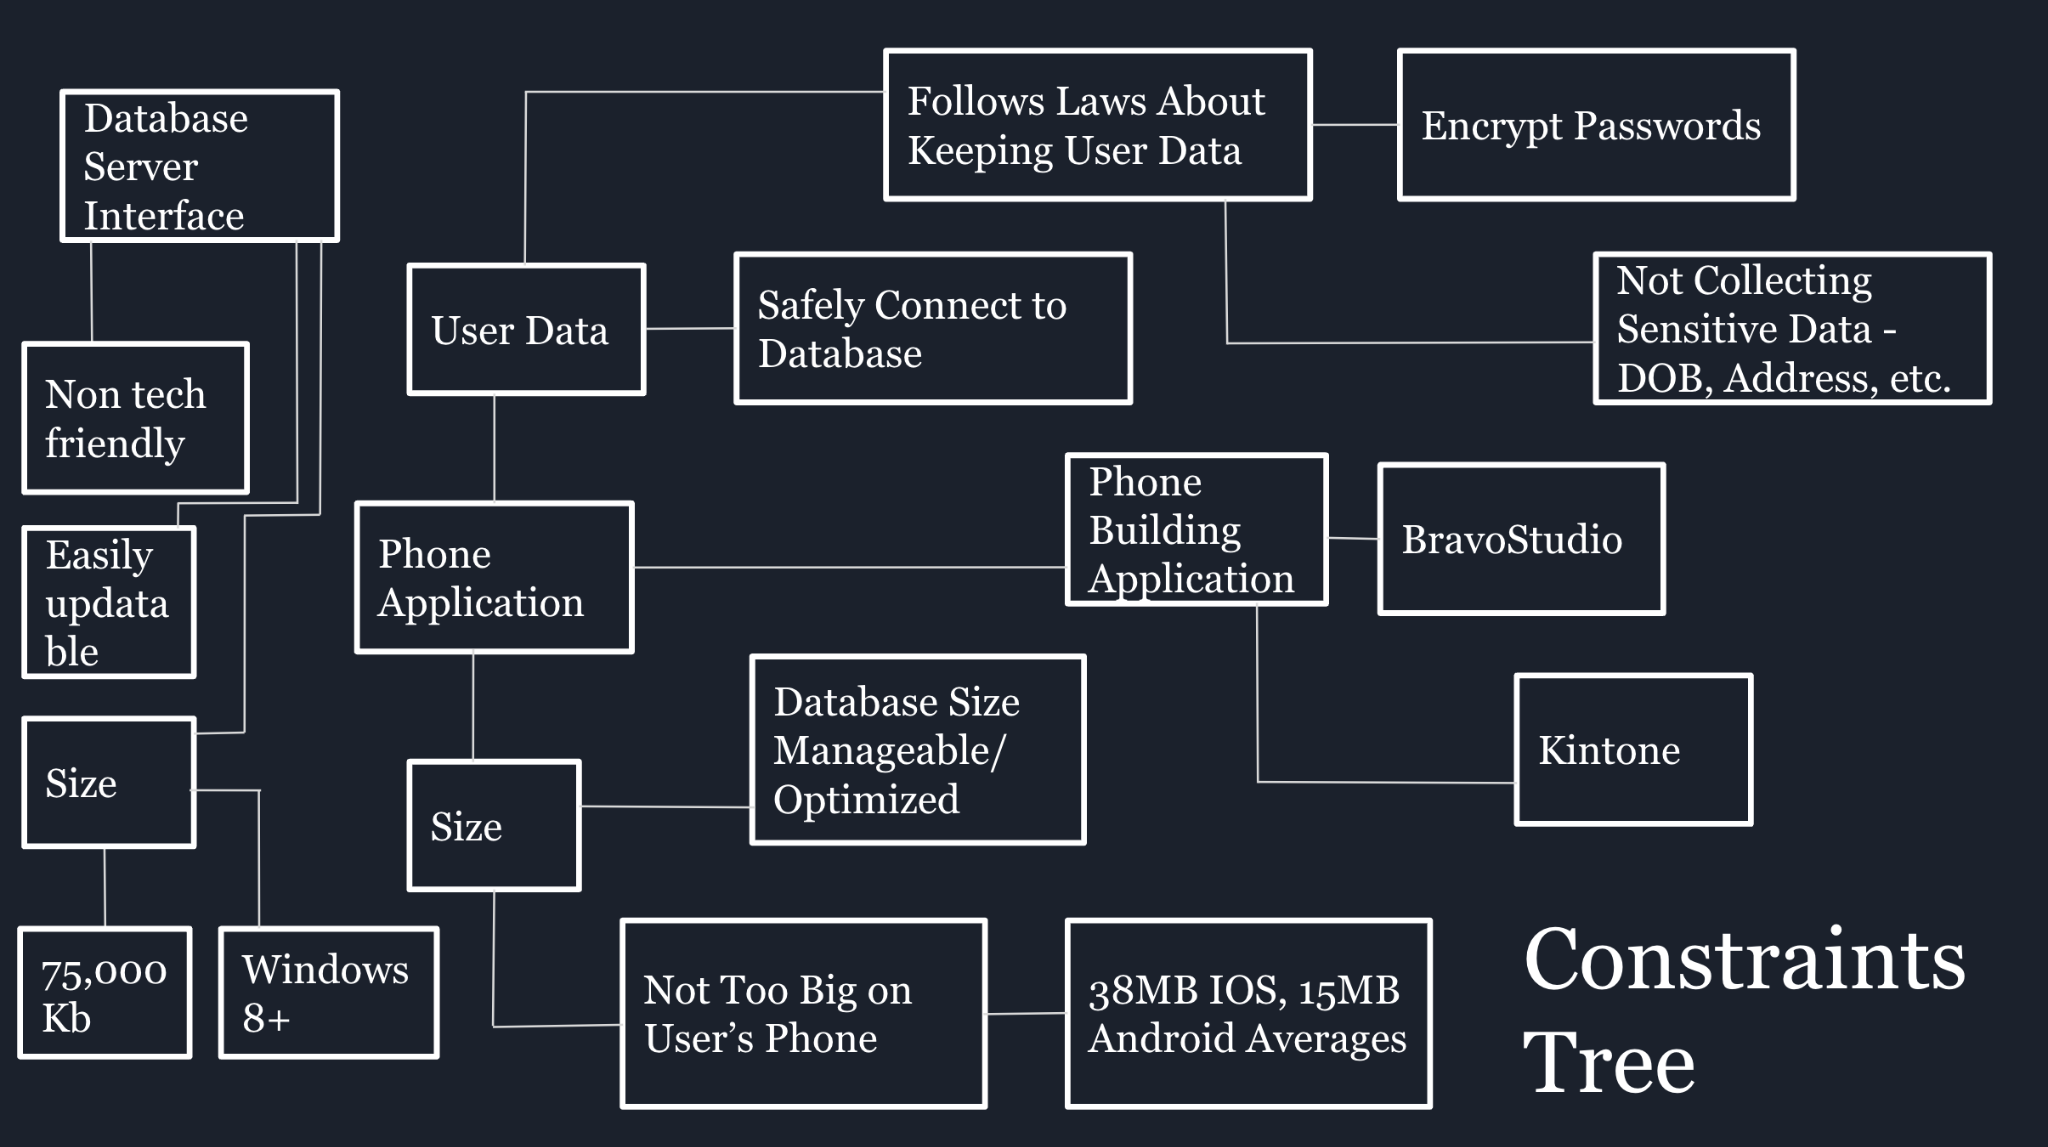 Database
Server
Interface
Non tech
friendly
Easily
updata
ble
Size
75,000
Kb
Windows
8+
Follows Laws About
Keeping User Data
Encrypt Passwords
User Data
Safely Connect to
Database
Not Collecting
Sensitive Data -
DOB, Address, etc.
Phone
Application
Phone
Building
Application
BravoStudio
Kintone
Size
Database Size
Manageable/
Optimized
Not Too Big on
User’s Phone
38MB IOS, 15MB
Android Averages
Constraints
Tree